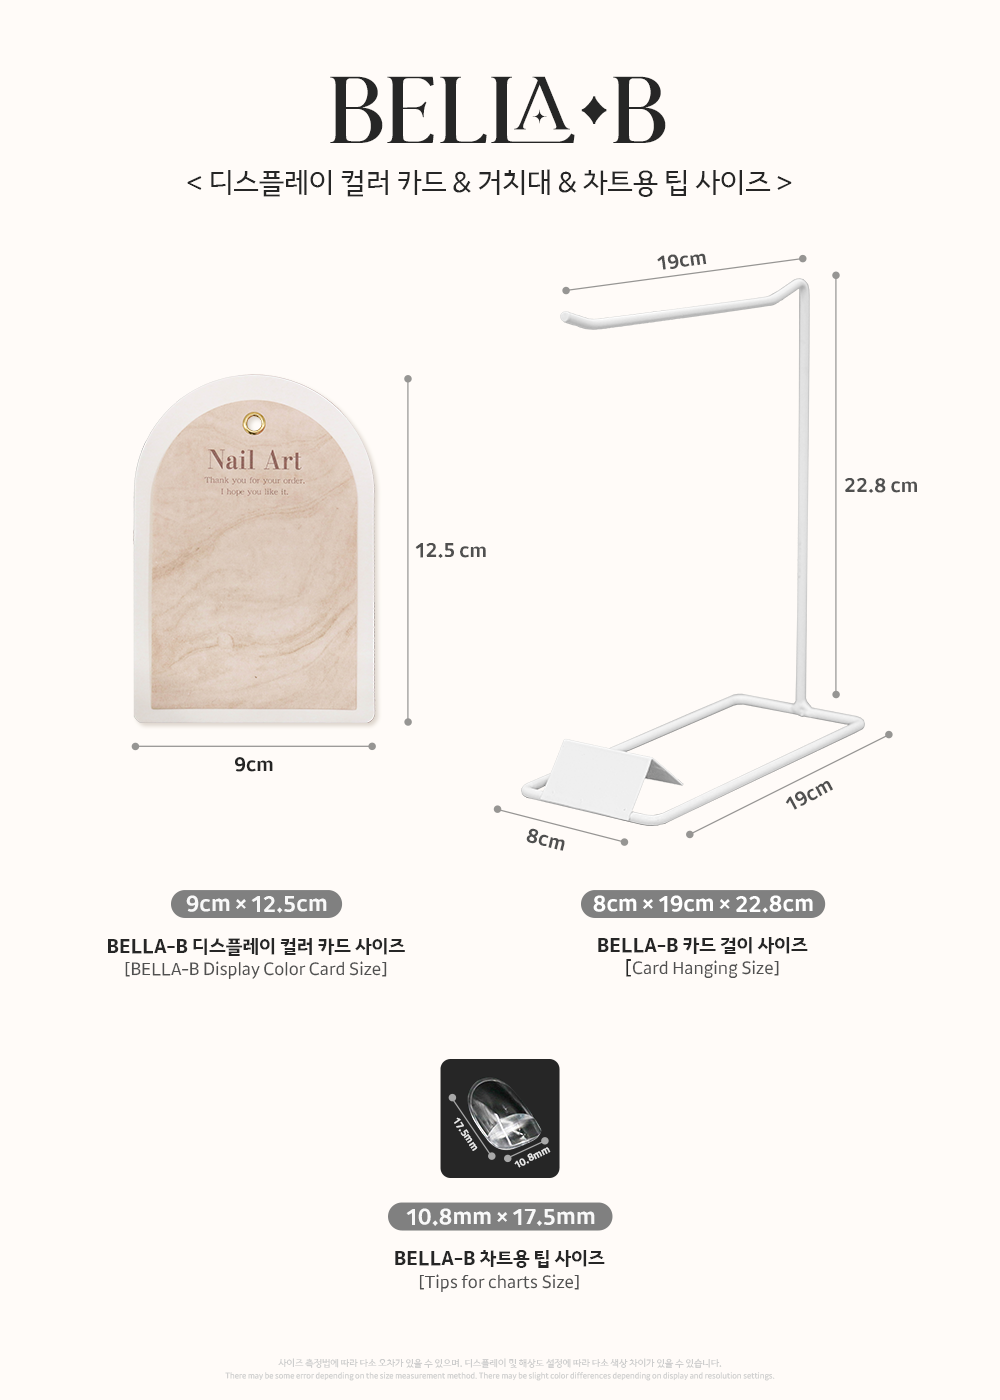 BELLA✦B
< 디스플레이 컬러 카드 & 거치대 & 차트용 팁 사이즈 >
19cm
22.8 cm
Nail Art
Thank you for your order.
I hope you like it.
12.5 cm
9cm
19cm
8cm
9cm × 12.5cm
BELLA-B 디스플레이 컬러 카드 사이즈
[BELLA-B Display Color Card Size]
8cm × 19cm × 22.8cm
BELLA-B 카드 걸이 사이즈
[Card Hanging Size]
17.5mm
10.8mm
10.8mm × 17.5mm
BELLA-B 차트용 팁 사이즈
[Tips for charts Size]
사이즈 측정법에 따라 다소 오차가 있을 수 있으며, 디스플레이 및 해상도 설정에 따라 다소 색상 차이가 있을 수 있습니다.
There may be some error depending on the size measurement method. There may be slight color differences depending on display and resolution settings.